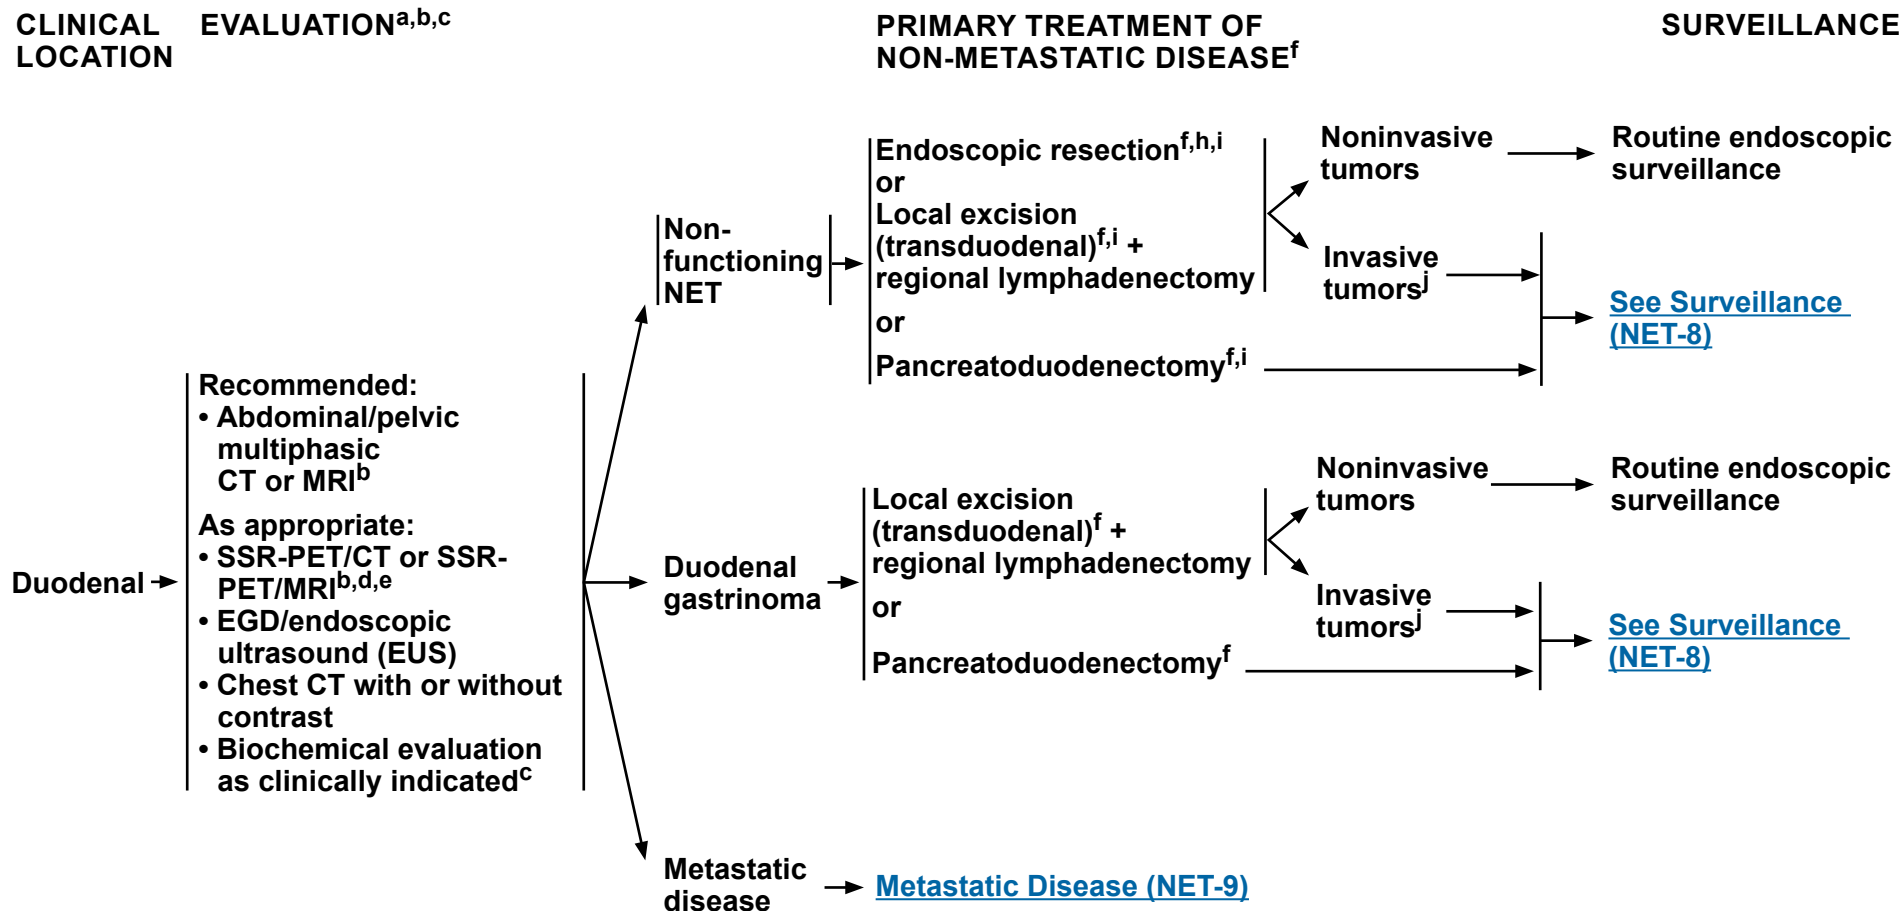 CLINICAL
LOCATION
EVALUATIONa,b,c
PRIMARY TREATMENT OF
NON-METASTATIC DISEASEf
SURVEILLANCE
Duodenal
Recommended:
• Abdominal/pelvic
multiphasic
CT or MRIb
As appropriate:
• SSR-PET/CT or SSR-
PET/MRIb,d,e
• EGD/endoscopic
ultrasound (EUS)
• Chest CT with or without
contrast
• Biochemical evaluation
as clinically indicatedc
Non-
functioning
NET
Endoscopic resectionf,h,i
or
Local excision
(transduodenal)f,i +
regional lymphadenectomy
or
Pancreatoduodenectomyf,i
Noninvasive
tumors
Routine endoscopic
surveillance
Invasive
tumorsj
See Surveillance
(NET-8)
Duodenal
gastrinoma
Local excision
(transduodenal)f +
regional lymphadenectomy
or
Pancreatoduodenectomyf
Noninvasive
tumors
Routine endoscopic
surveillance
Invasive
tumorsj
See Surveillance
(NET-8)
Metastatic
disease
Metastatic Disease (NET-9)